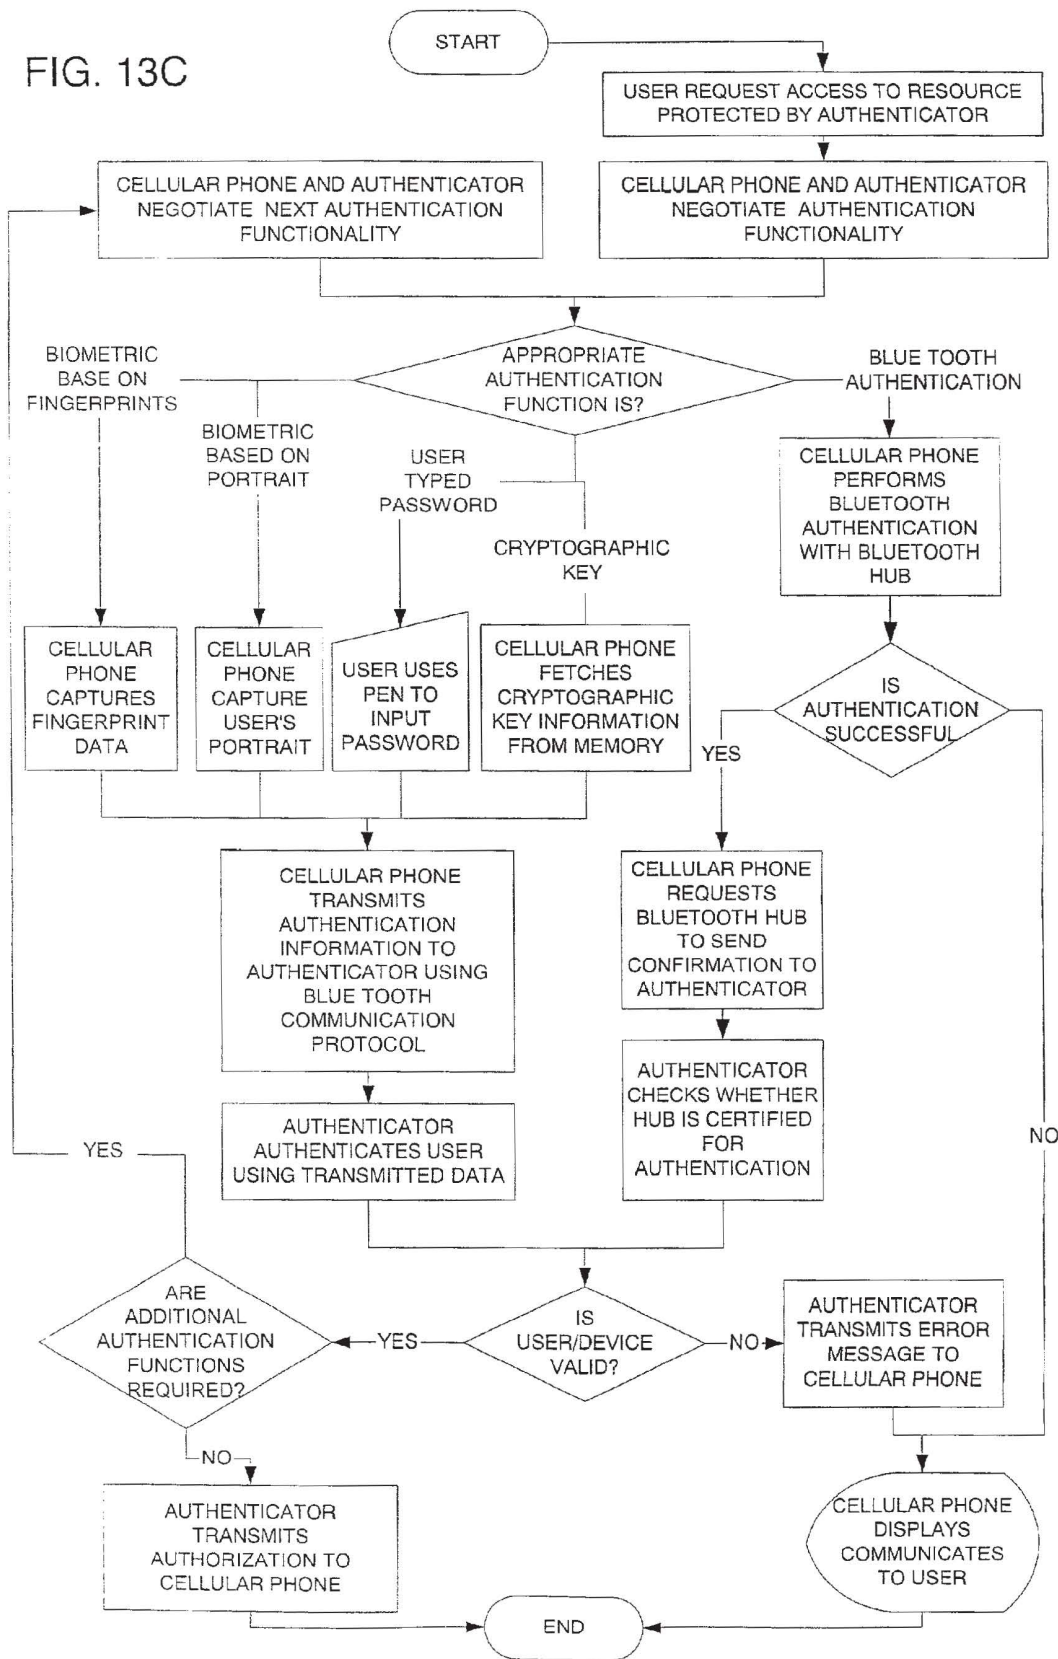 FIG. 13C
START
USER REQUEST ACCESS TO RESOURCE
PROTECTED BY AUTHENTICATOR
CELLULAR PHONE AND AUTHENTICATOR
NEGOTIATE NEXT AUTHENTICATION
FUNCTIONALITY
CELLULAR PHONE AND AUTHENTICATOR
NEGOTIATE AUTHENTICATION
FUNCTIONALITY
APPROPRIATE
AUTHENTICATION
FUNCTION IS?
BIOMETRIC
BASE ON
FINGERPRINTS
BIOMETRIC
BASED ON
PORTRAIT
USER
TYPED
PASSWORD
CRYPTOGRAPHIC
KEY
BLUE TOOTH
AUTHENTICATION
CELLULAR PHONE
PERFORMS
BLUETOOTH
AUTHENTICATION
WITH BLUETOOTH
HUB
CELLULAR
PHONE
CAPTURES
FINGERPRINT
DATA
CELLULAR
PHONE
CAPTURE
USER'S
PORTRAIT
USER USES
PEN TO
INPUT
PASSWORD
CELLULAR PHONE
FETCHES
CRYPTOGRAPHIC
KEY INFORMATION
FROM MEMORY
IS
AUTHENTICATION
SUCCESSFUL
YES
NO
CELLULAR PHONE
TRANSMITS
AUTHENTICATION
INFORMATION TO
AUTHENTICATOR USING
BLUE TOOTH
COMMUNICATION
PROTOCOL
CELLULAR PHONE
REQUESTS
BLUETOOTH HUB
TO SEND
CONFIRMATION TO
AUTHENTICATOR
AUTHENTICATOR
AUTHENTICATES USER
USING TRANSMITTED DATA
AUTHENTICATOR
CHECKS WHETHER
HUB IS CERTIFIED
FOR
AUTHENTICATION
YES
ARE
ADDITIONAL
AUTHENTICATION
FUNCTIONS
REQUIRED?
YES
IS
USER/DEVICE
VALID?
NO
AUTHENTICATOR
TRANSMITS ERROR
MESSAGE TO
CELLULAR PHONE
NO
AUTHENTICATOR
TRANSMITS
AUTHORIZATION TO
CELLULAR PHONE
CELLULAR PHONE
DISPLAYS
COMMUNICATES
TO USER
END